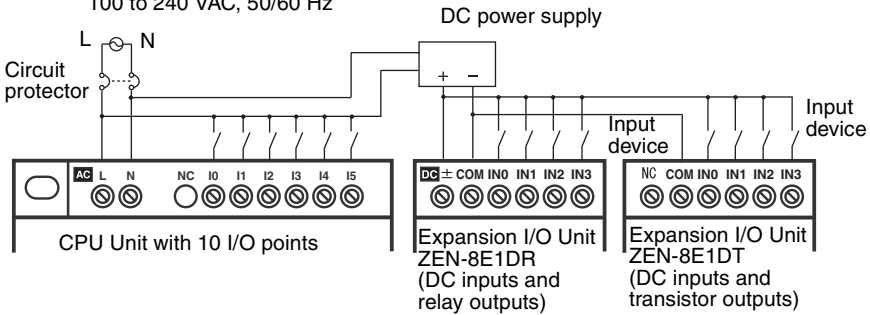 100 to 240 VAC, 50/60 Hz
DC power supply
L N
Circuit
protector
+ −
Input
device
Input
device
AC L N NC I0 I1 I2 I3 I4 I5
DC ± COM IN0 IN1 IN2 IN3
NC COM IN0 IN1 IN2 IN3
CPU Unit with 10 I/O points
Expansion I/O Unit
ZEN-8E1DR
(DC inputs and
relay outputs)
Expansion I/O Unit
ZEN-8E1DT
(DC inputs and
transistor outputs)